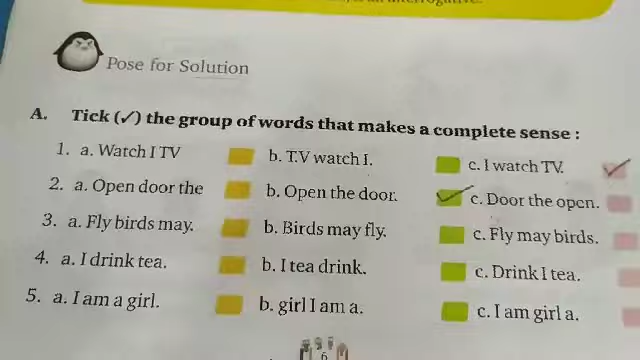 Pose for Solution
A. Tick (✓) the group of words that makes a complete sense :
1. a. Watch I TV b. T.V watch I. c. I watch TV.
2. a. Open door the b. Open the door. c. Door the open.
3. a. Fly birds may. b. Birds may fly. c. Fly may birds.
4. a. I drink tea. b. I tea drink. c. Drink I tea.
5. a. I am a girl. b. girl I am a. c. I am girl a.
6